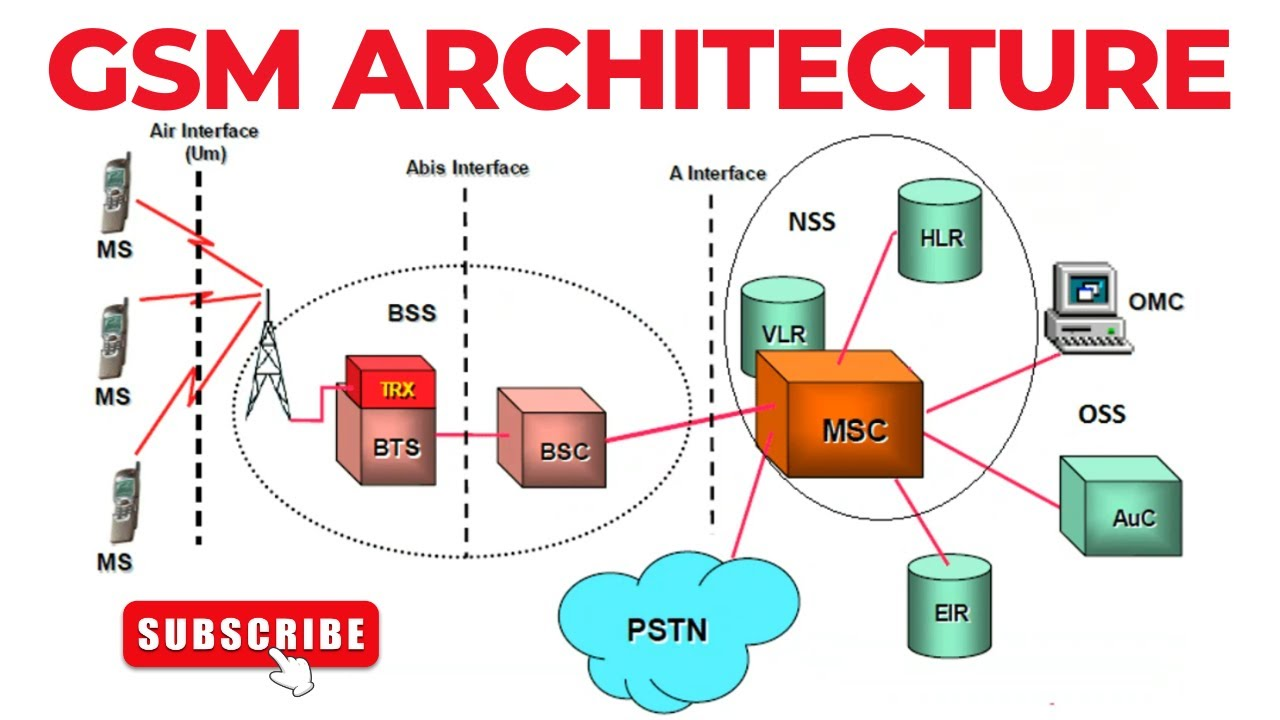 GSM ARCHITECTURE
Air Interface
(Um)
Abis Interface
A Interface
MS
MS
MS
BSS
TRX
BTS
BSC
NSS
HLR
VLR
MSC
OMC
OSS
AuC
EIR
PSTN
SUBSCRIBE